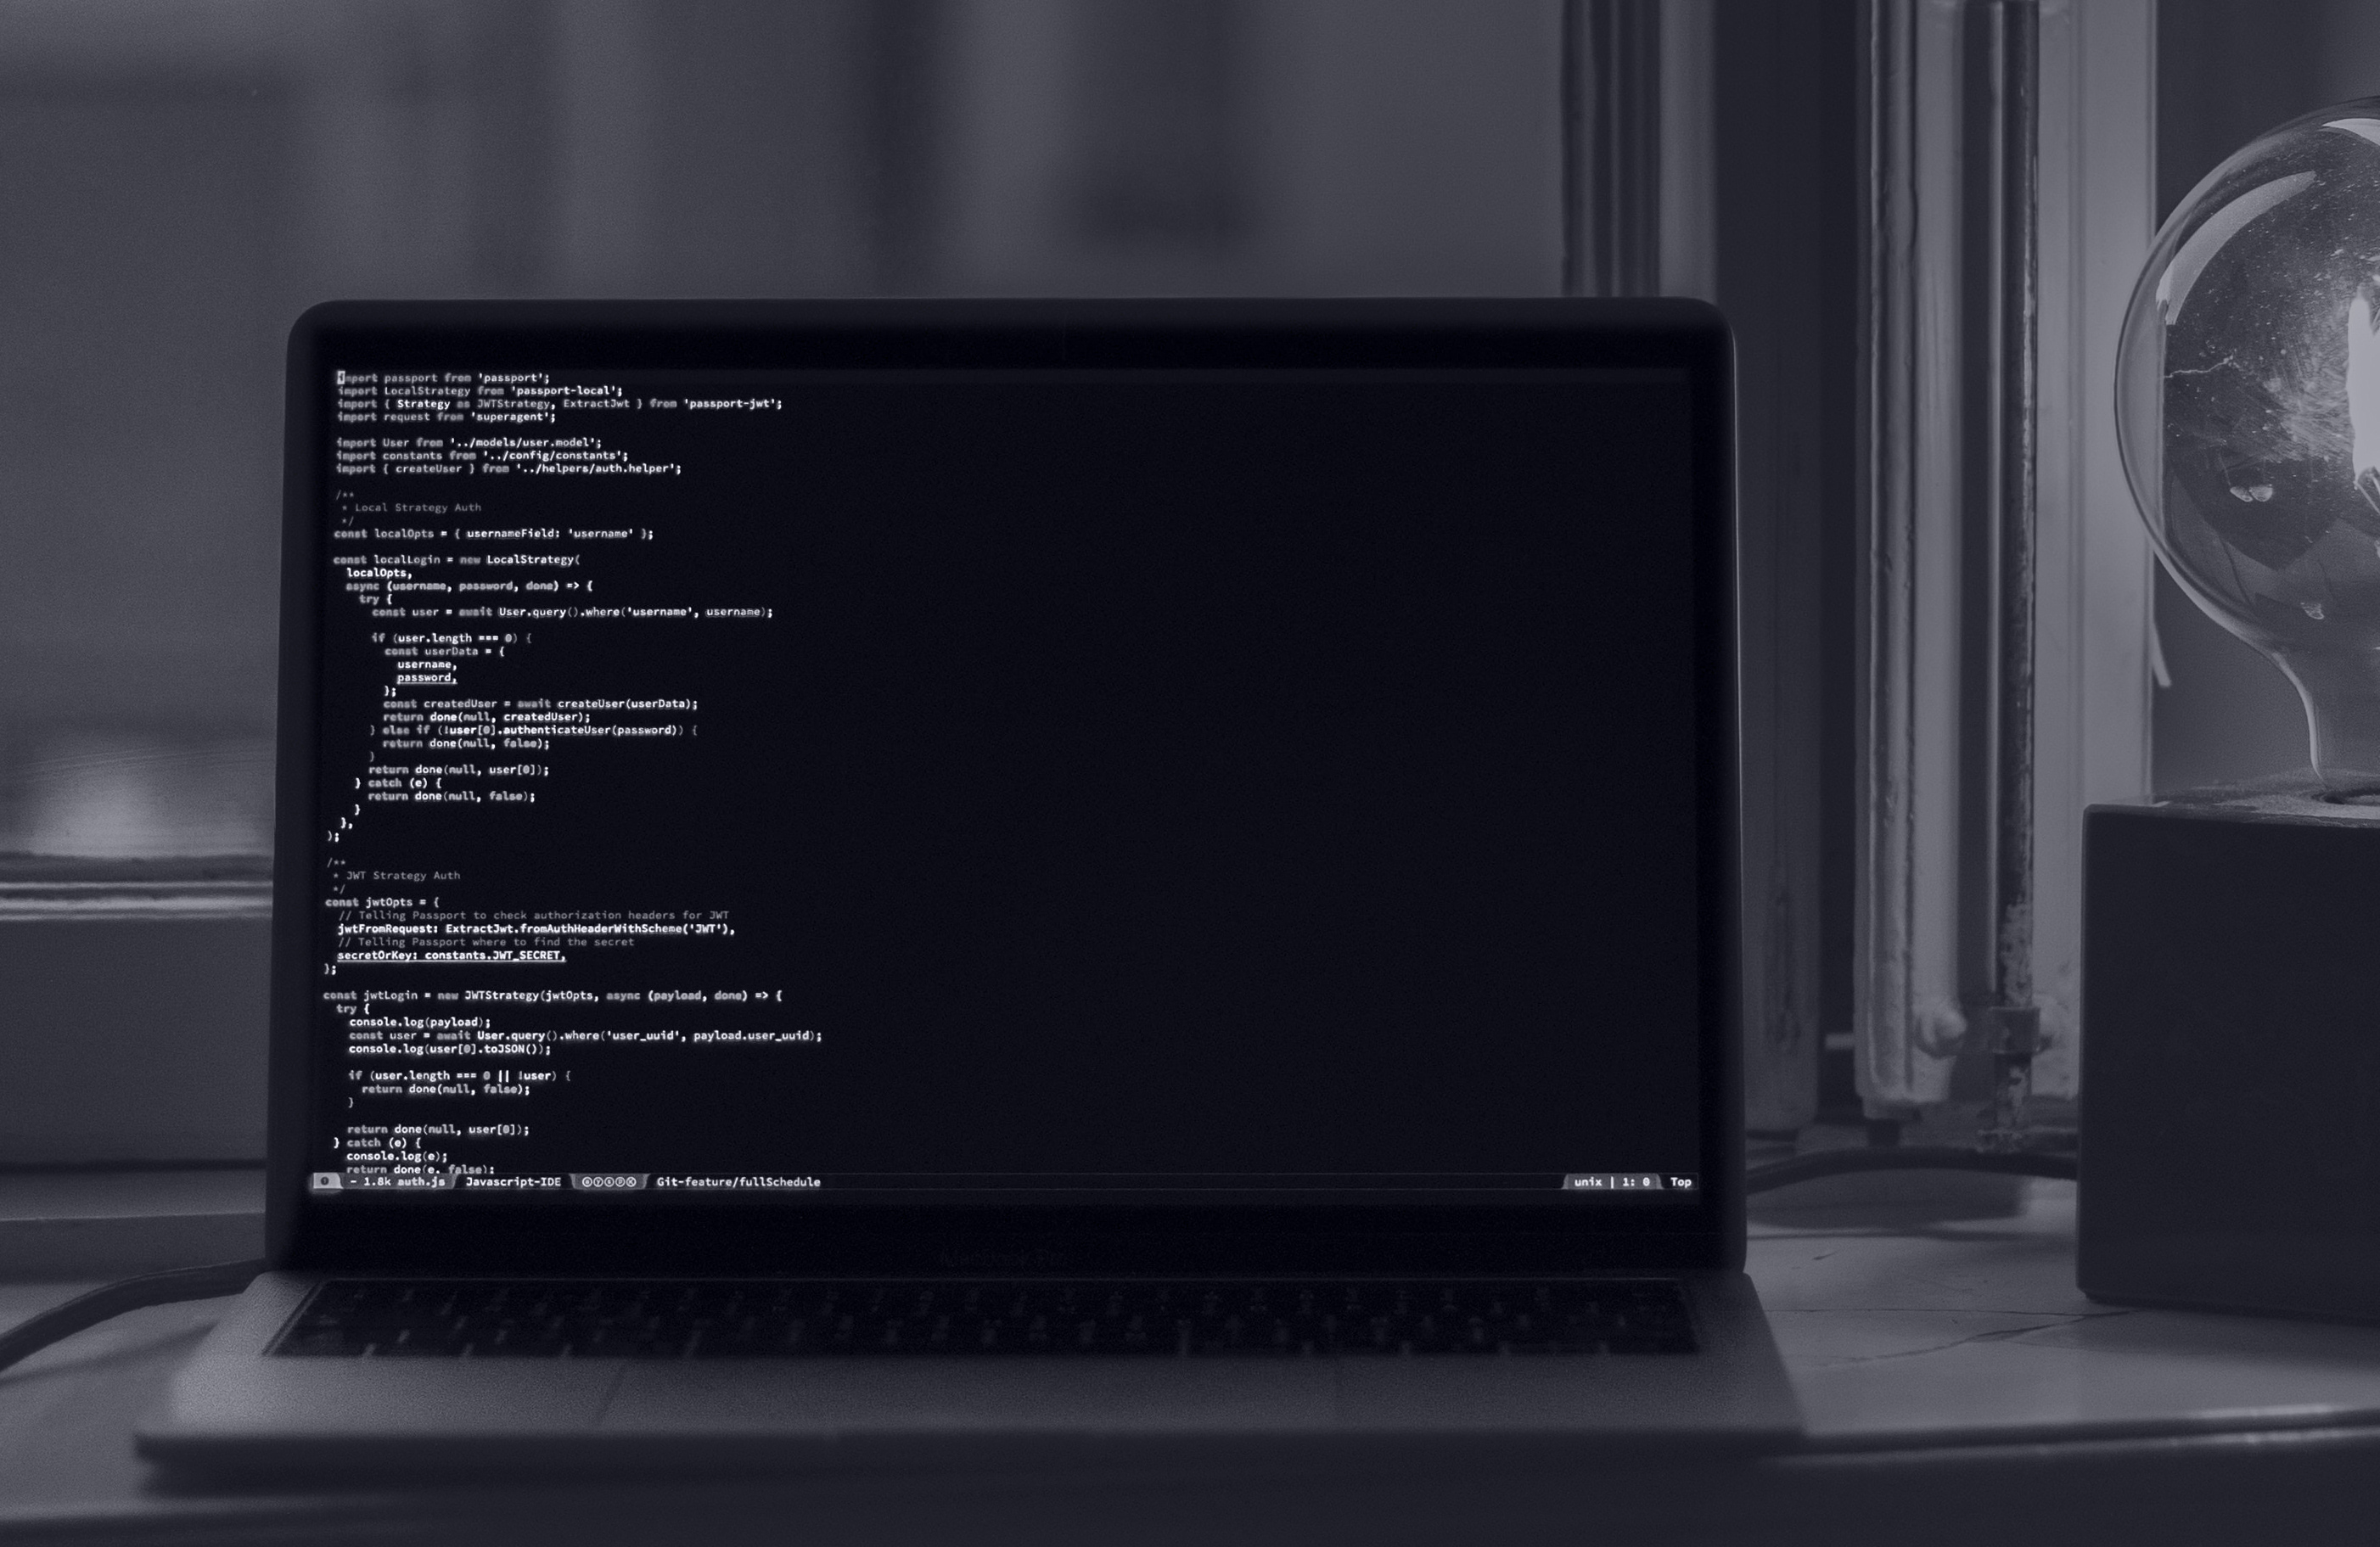 import passport from 'passport';
import LocalStrategy from 'passport-local';
import { Strategy as JWTStrategy, ExtractJwt } from 'passport-jwt';
import request from 'superagent';

import User from '../models/user.model';
import constants from '../config/constants';
import { createUser } from '../helpers/auth.helper';

/**
 * Local Strategy Auth
 */
const localOpts = { usernameField: 'username' };

const localLogin = new LocalStrategy(
  localOpts,
  async (username, password, done) => {
    try {
      const user = await User.query().where('username', username);

      if (user.length === 0) {
        const userData = {
          username,
          password,
        };
        const createdUser = await createUser(userData);
        return done(null, createdUser);
      } else if (!user[0].authenticateUser(password)) {
        return done(null, false);
      }
      return done(null, user[0]);
    } catch (e) {
      return done(null, false);
    }
  },
);

/**
 * JWT Strategy Auth
 */
const jwtOpts = {
  // Telling Passport to check authorization headers for JWT
  jwtFromRequest: ExtractJwt.fromAuthHeaderWithScheme('JWT'),
  // Telling Passport where to find the secret
  secretOrKey: constants.JWT_SECRET,
};

const jwtLogin = new JWTStrategy(jwtOpts, async (payload, done) => {
  try {
    console.log(payload);
    const user = await User.query().where('user_uuid', payload.user_uuid);
    console.log(user[0].toJSON());

    if (user.length === 0 || !user) {
      return done(null, false);
    }

    return done(null, user[0]);
  } catch (e) {
    console.log(e);
    return done(e, false);
- 1.8k auth.js Javascript-IDE Git-feature/fullSchedule unix | 1: 0 Top
MacBook Pro